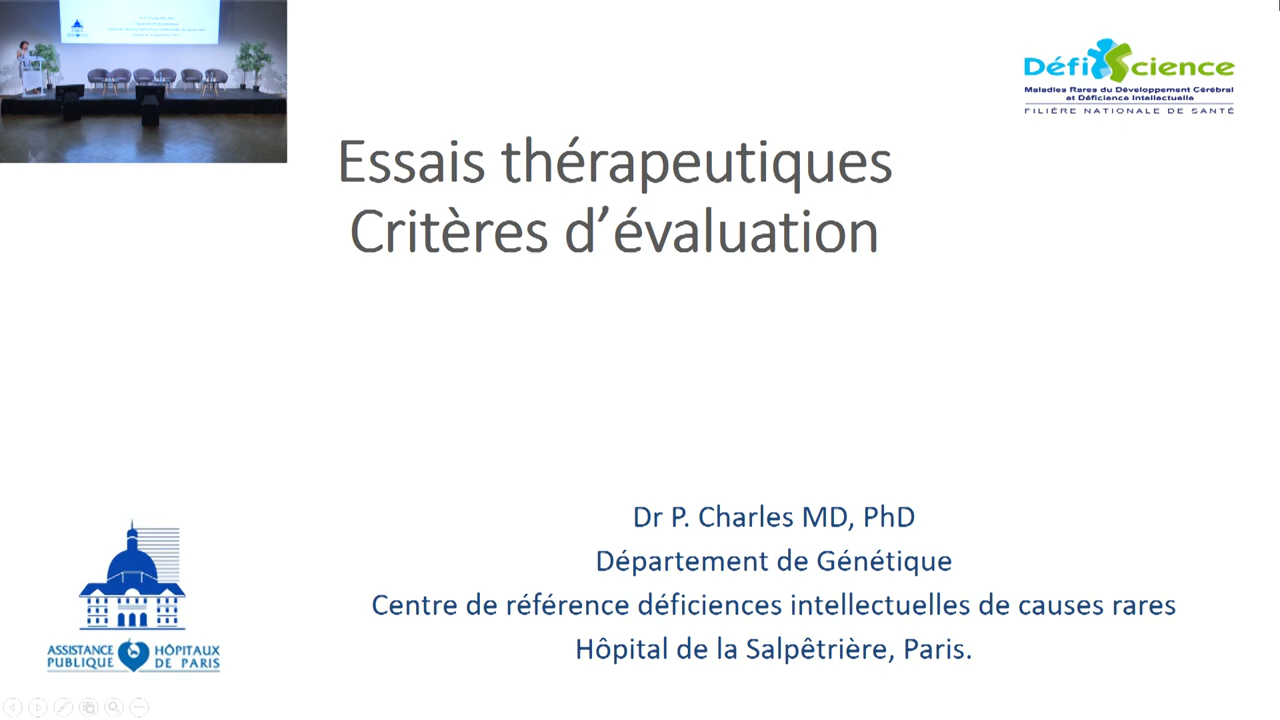 DéfiScience
Maladies Rares du Développement Cérébral
et Déficience Intellectuelle
FILIÈRE NATIONALE DE SANTÉ
Essais thérapeutiques
Critères d’évaluation
Dr P. Charles MD, PhD
Département de Génétique
Centre de référence déficiences intellectuelles de causes rares
Hôpital de la Salpêtrière, Paris.
ASSISTANCE HÔPITAUX
PUBLIQUE DE PARIS